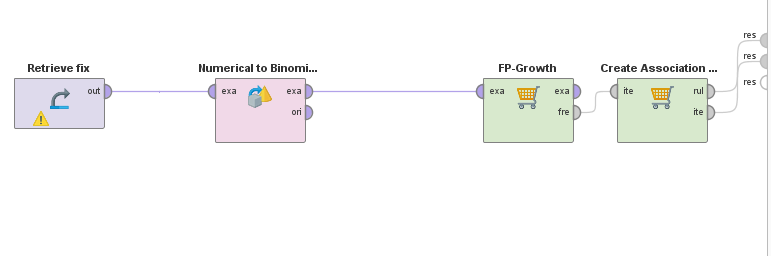 res
res
res
Retrieve fix
Numerical to Binomi...
FP-Growth
Create Association ...
out
exa
exa
ori
exa
exa
fre
ite
rul
ite